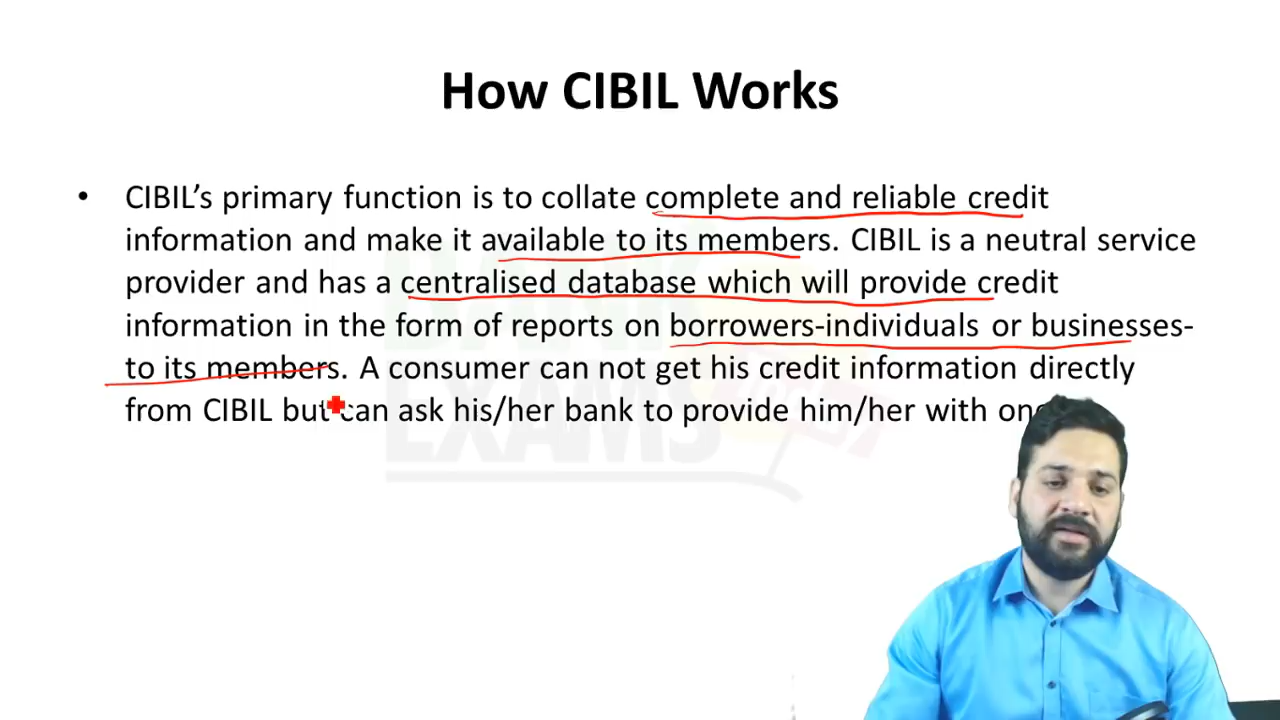 How CIBIL Works
• CIBIL's primary function is to collate complete and reliable credit
information and make it available to its members. CIBIL is a neutral service
provider and has a centralised database which will provide credit
information in the form of reports on borrowers-individuals or businesses-
to its members. A consumer can not get his credit information directly
from CIBIL but can ask his/her bank to provide him/her with
EXAMS